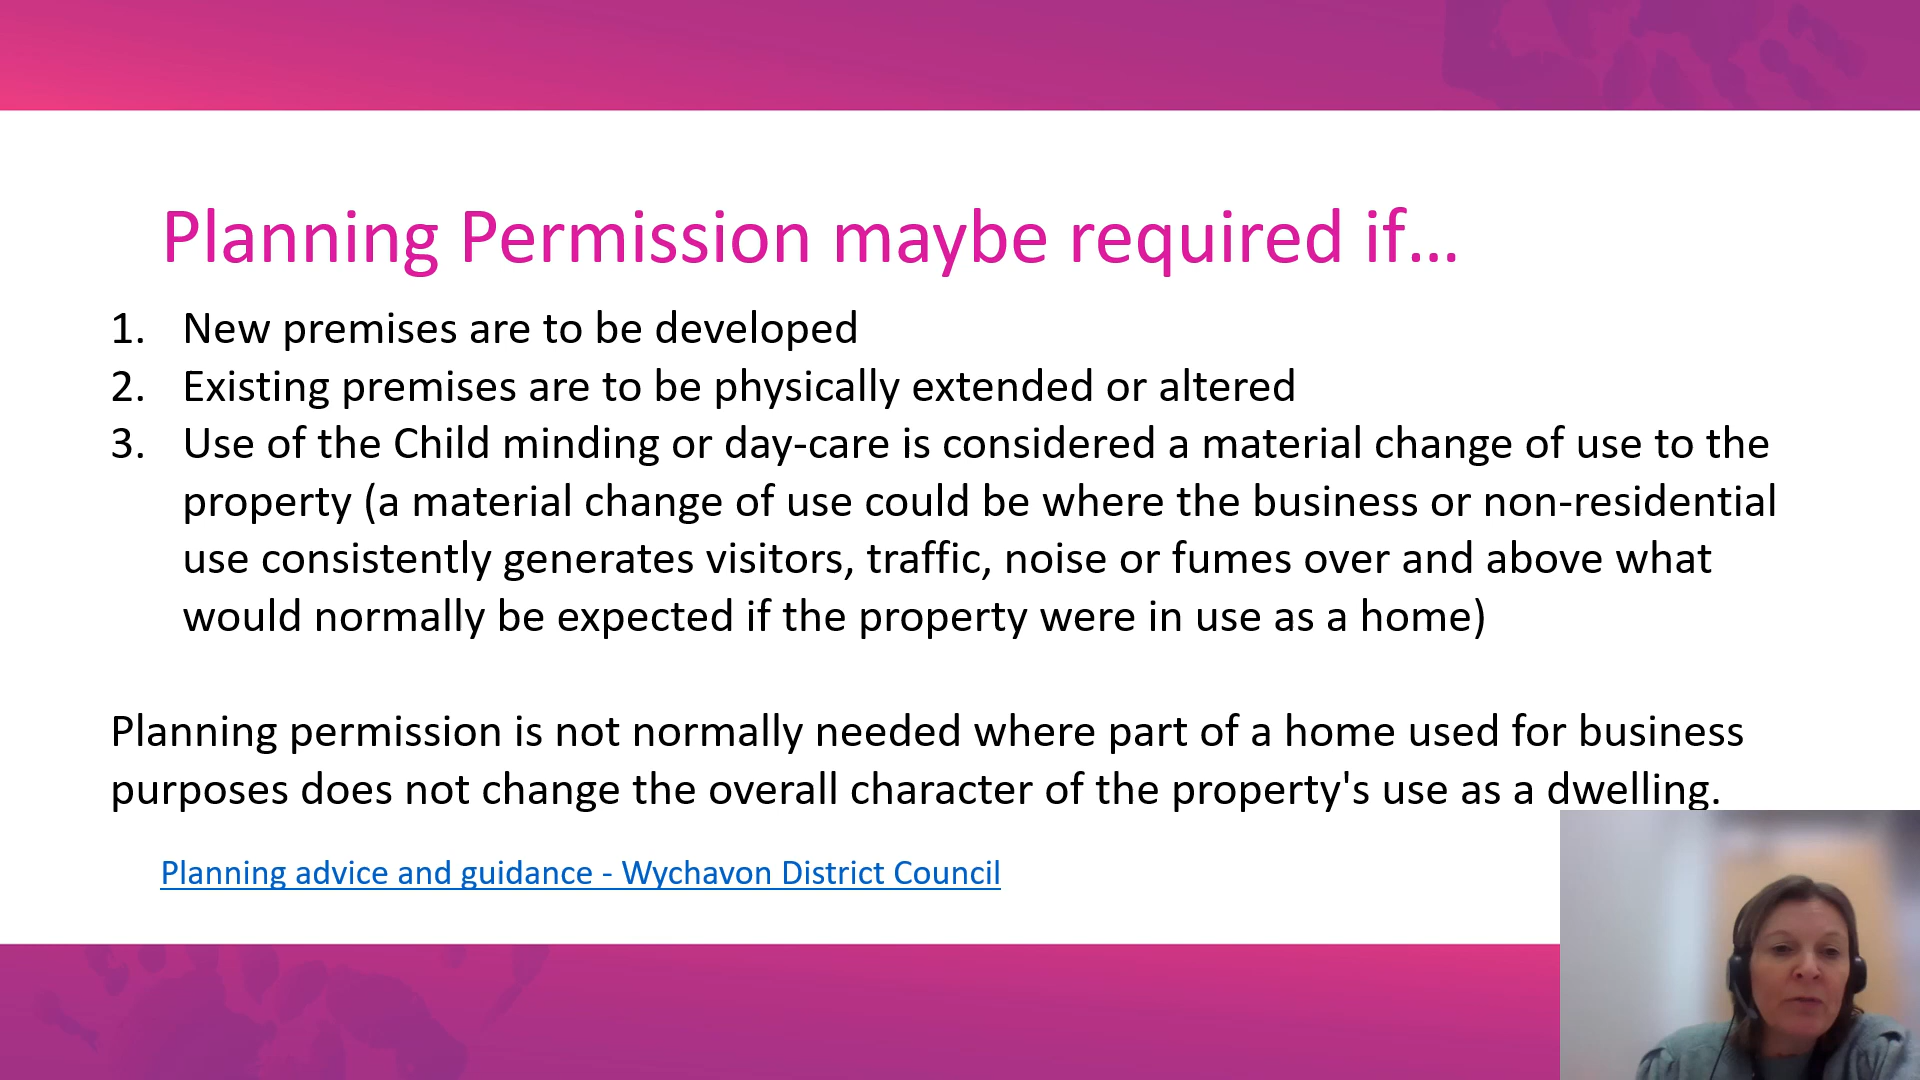 Planning Permission maybe required if...
1. New premises are to be developed
2. Existing premises are to be physically extended or altered
3. Use of the Child minding or day-care is considered a material change of use to the
property (a material change of use could be where the business or non-residential
use consistently generates visitors, traffic, noise or fumes over and above what
would normally be expected if the property were in use as a home)
Planning permission is not normally needed where part of a home used for business
purposes does not change the overall character of the property's use as a dwelling.
Planning advice and guidance - Wychavon District Council